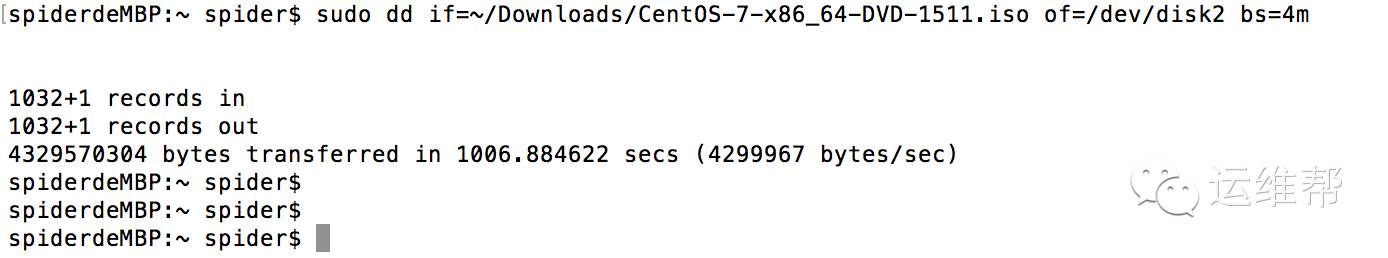 [spiderdeMBP:~ spider$ sudo dd if=~/Downloads/CentOS-7-x86_64-DVD-1511.iso of=/dev/disk2 bs=4m
1032+1 records in
1032+1 records out
4329570304 bytes transferred in 1006.884622 secs (4299967 bytes/sec)
spiderdeMBP:~ spider$
spiderdeMBP:~ spider$
spiderdeMBP:~ spider$
运维帮